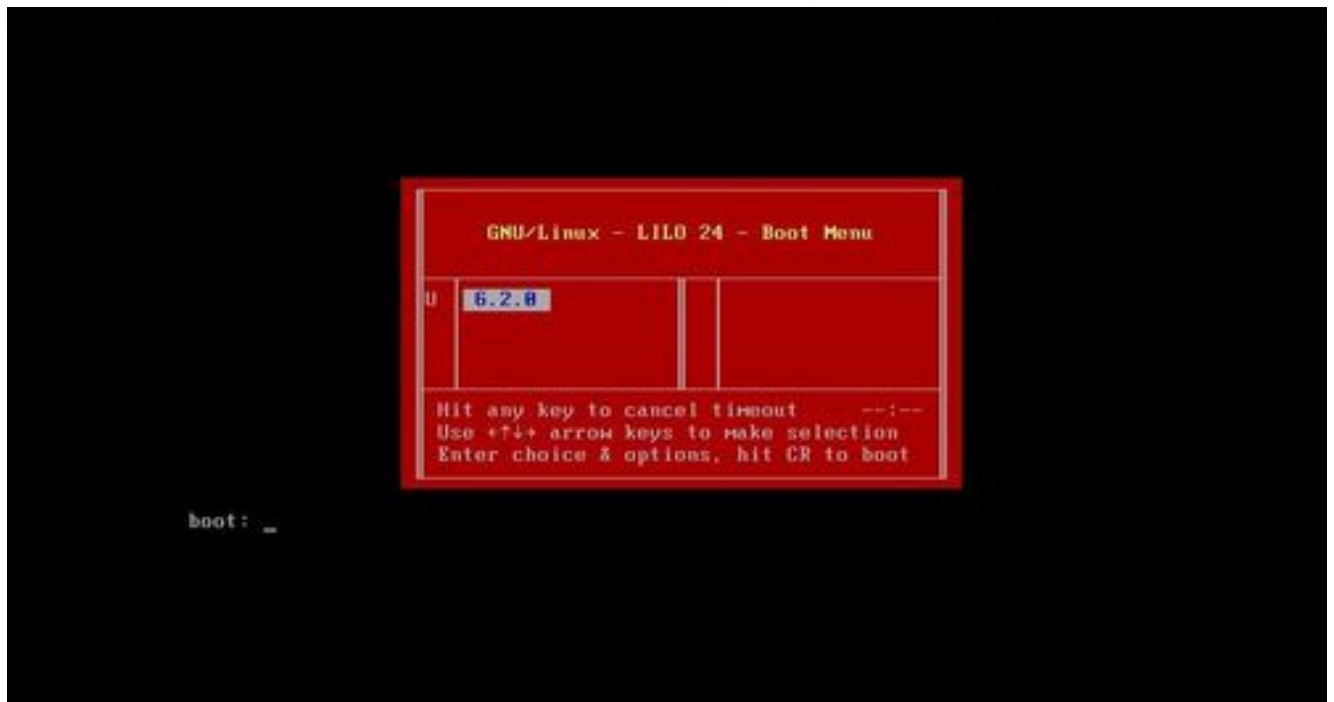 GNU/Linux - LILO 24 - Boot Menu
U 6.2.0
Hit any key to cancel timeout --:--
Use ←↑↓→ arrow keys to make selection
Enter choice & options, hit CR to boot
boot: _